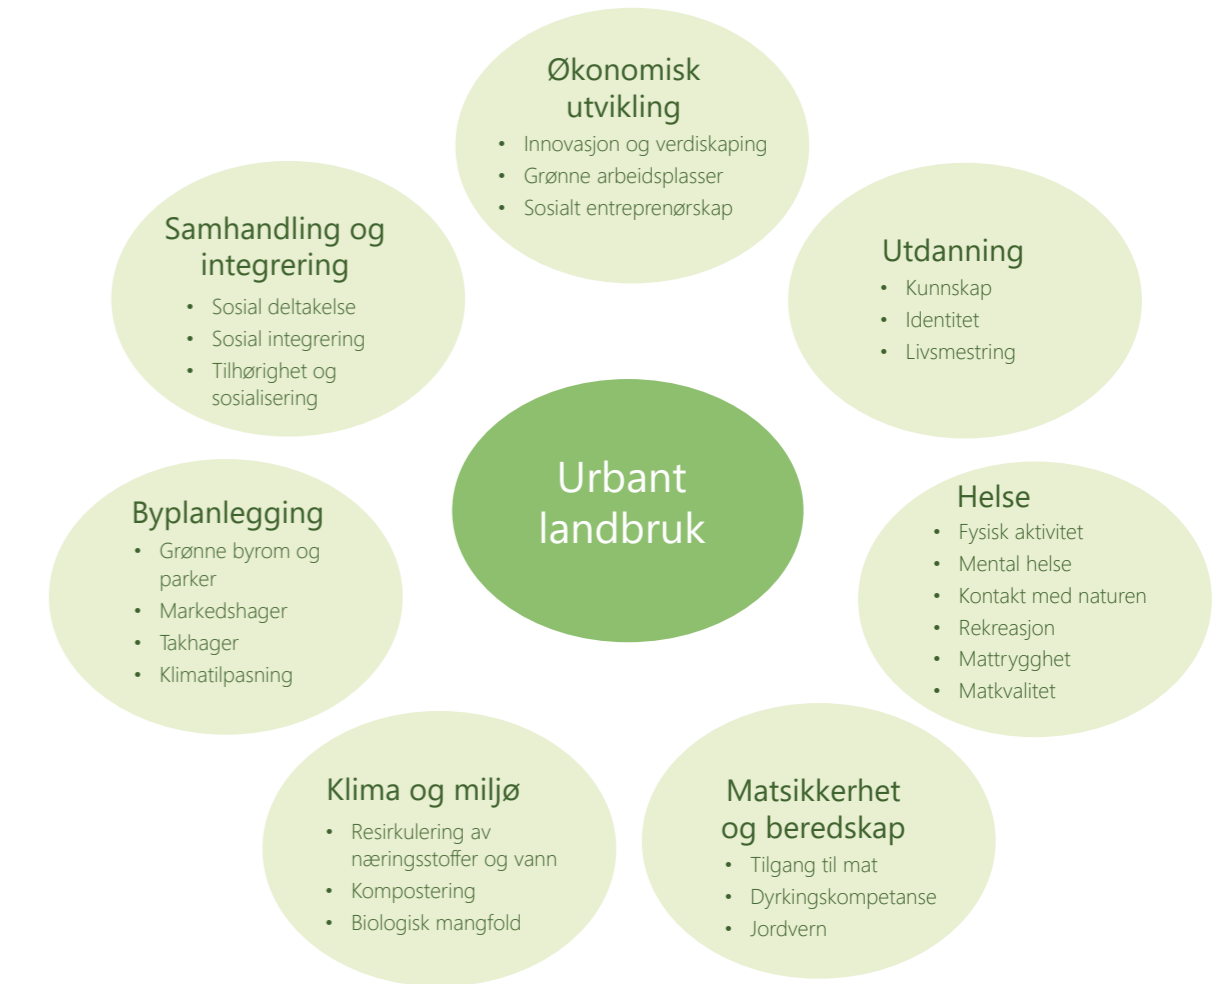 Økonomisk
utvikling
• Innovasjon og verdiskaping
• Grønne arbeidsplasser
• Sosialt entreprenørskap
Utdanning
• Kunnskap
• Identitet
• Livsmestring
Helse
• Fysisk aktivitet
• Mental helse
• Kontakt med naturen
• Rekreasjon
• Mattrygghet
• Matkvalitet
Matsikkerhet
og beredskap
• Tilgang til mat
• Dyrkingskompetanse
• Jordvern
Klima og miljø
• Resirkulering av
næringsstoffer og vann
• Kompostering
• Biologisk mangfold
Byplanlegging
• Grønne byrom og
parker
• Markedshager
• Takhager
• Klimatilpasning
Samhandling og
integrering
• Sosial deltakelse
• Sosial integrering
• Tilhørighet og
sosialisering
Urbant
landbruk